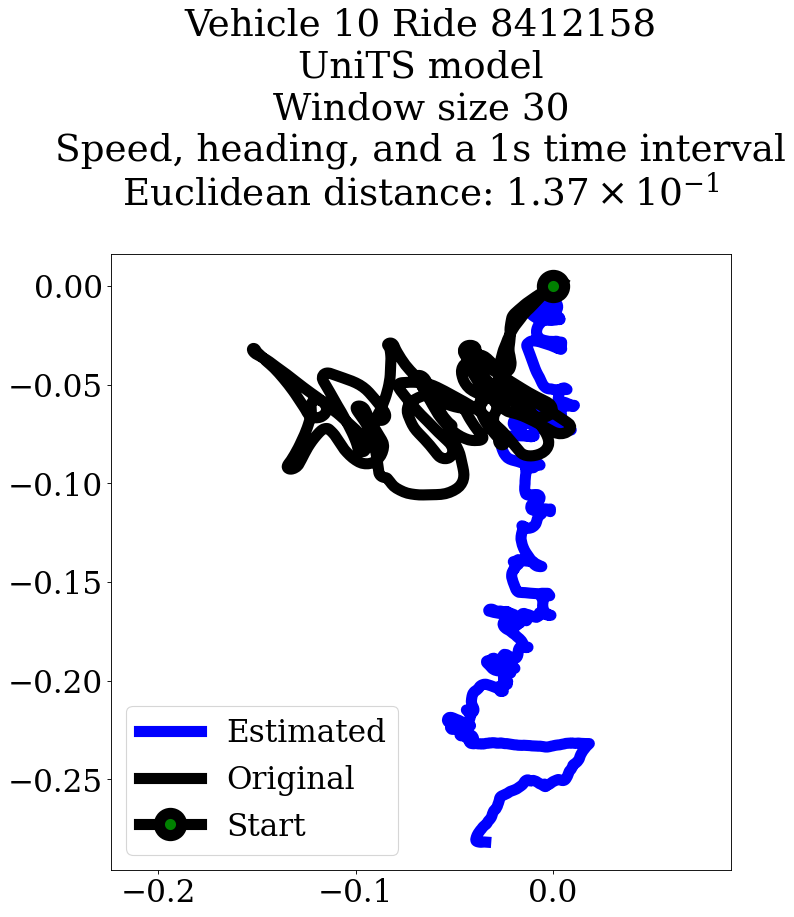 Vehicle 10 Ride 8412158
UniTS model
Window size 30
Speed, heading, and a 1s time interval
Euclidean distance: 1.37 × 10⁻¹
0.00
−0.05
−0.10
−0.15
−0.20
−0.25
Estimated
Original
Start
−0.2
−0.1
0.0